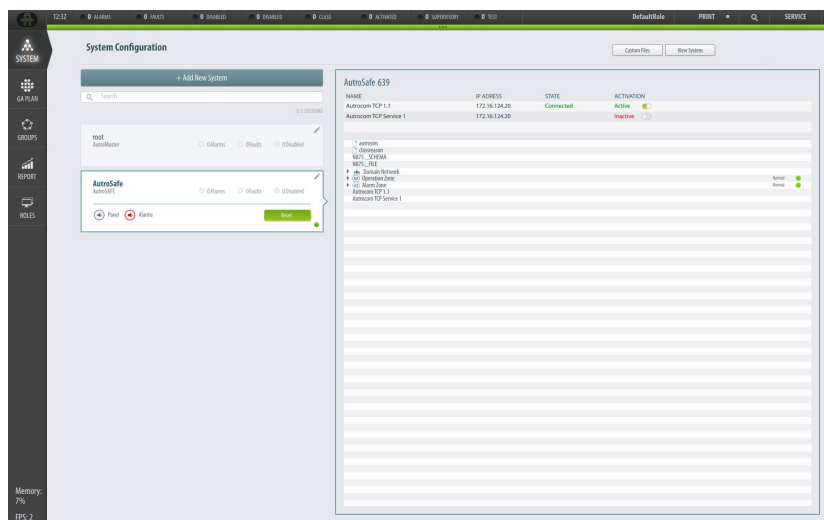 12:32 0 ALARMS 0 FAULTS 0 DISABLED 0 DISABLED 0 CLASS 0 ACTIVATED 0 SUPERVISORY 0 TEST DefaultRole PRINT SERVICE
SYSTEM
GA PLAN
GROUPS
REPORT
ROLES
Memory:
7%
FPS: 2
System Configuration
Custom Files New System
+ Add New System
Search
2/2 SYSTEMS
root
AutroMaster 0Alarms 0Faults 0Disabled
AutroSafe
AutroSAFE 0Alarms 0Faults 0Disabled
Panel Alarms Reset
AutroSafe 639
NAME IP ADRESS STATE ACTIVATION
Autrocom TCP 1.1 172.16.124.20 Connected Active
Autrocom TCP Service 1 172.16.124.20 Inactive
autrosim
classreason
N875__SCHEMA
N875__FILE
Domain Network
Operation Zone Normal
Alarm Zone Normal
Autrocom TCP 1.1
Autrocom TCP Service 1